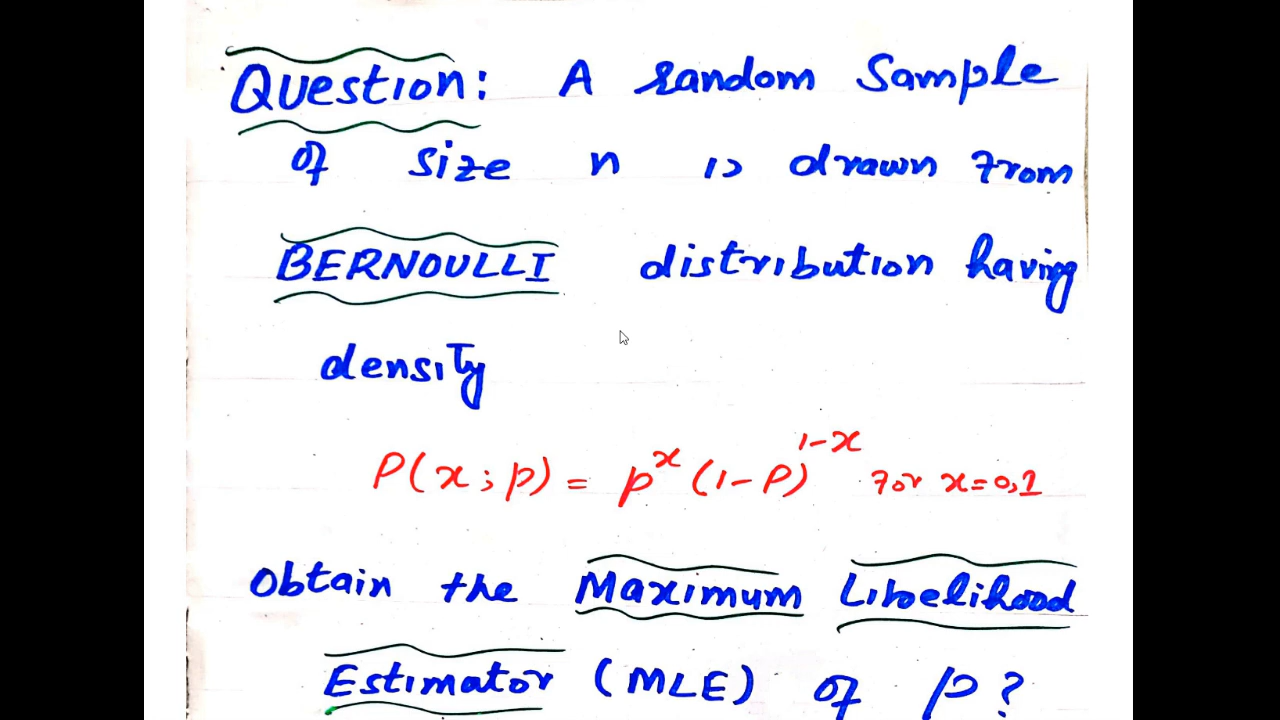 Question: A random Sample
of size n is drawn from
BERNOULLI distribution having
density
P(x; p) = p^x (1-P)^{1-x} for x=0,1
Obtain the Maximum Likelihood
Estimator (MLE) of p?